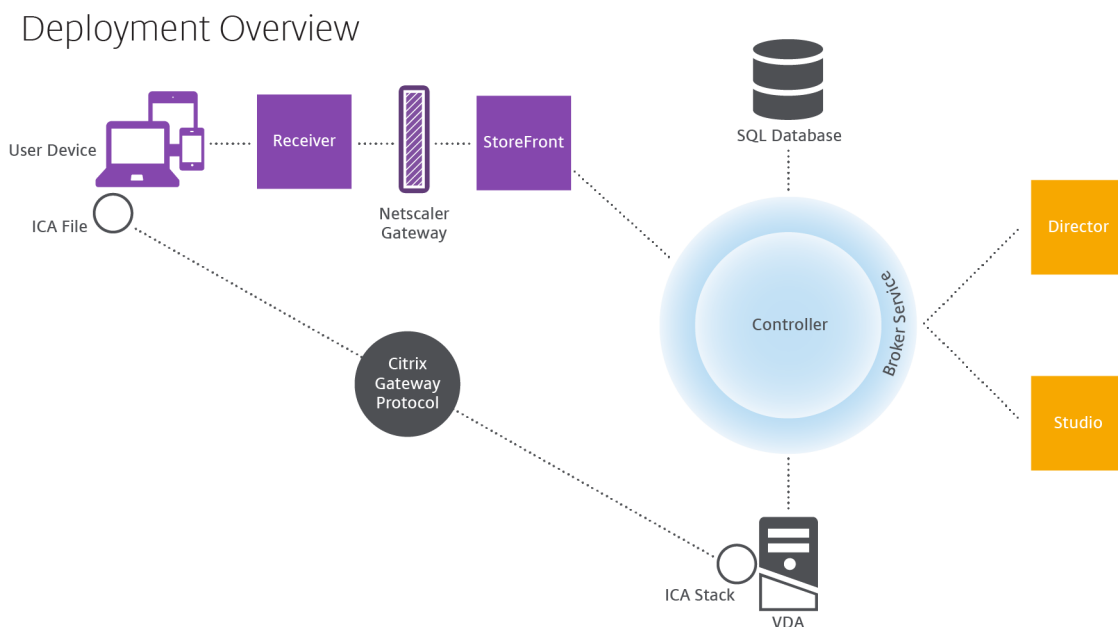 Deployment Overview
SQL Database
User Device
Receiver
StoreFront
Netscaler
Gateway
ICA File
Director
Controller
Broker Service
Citrix
Gateway
Protocol
Studio
ICA Stack
VDA